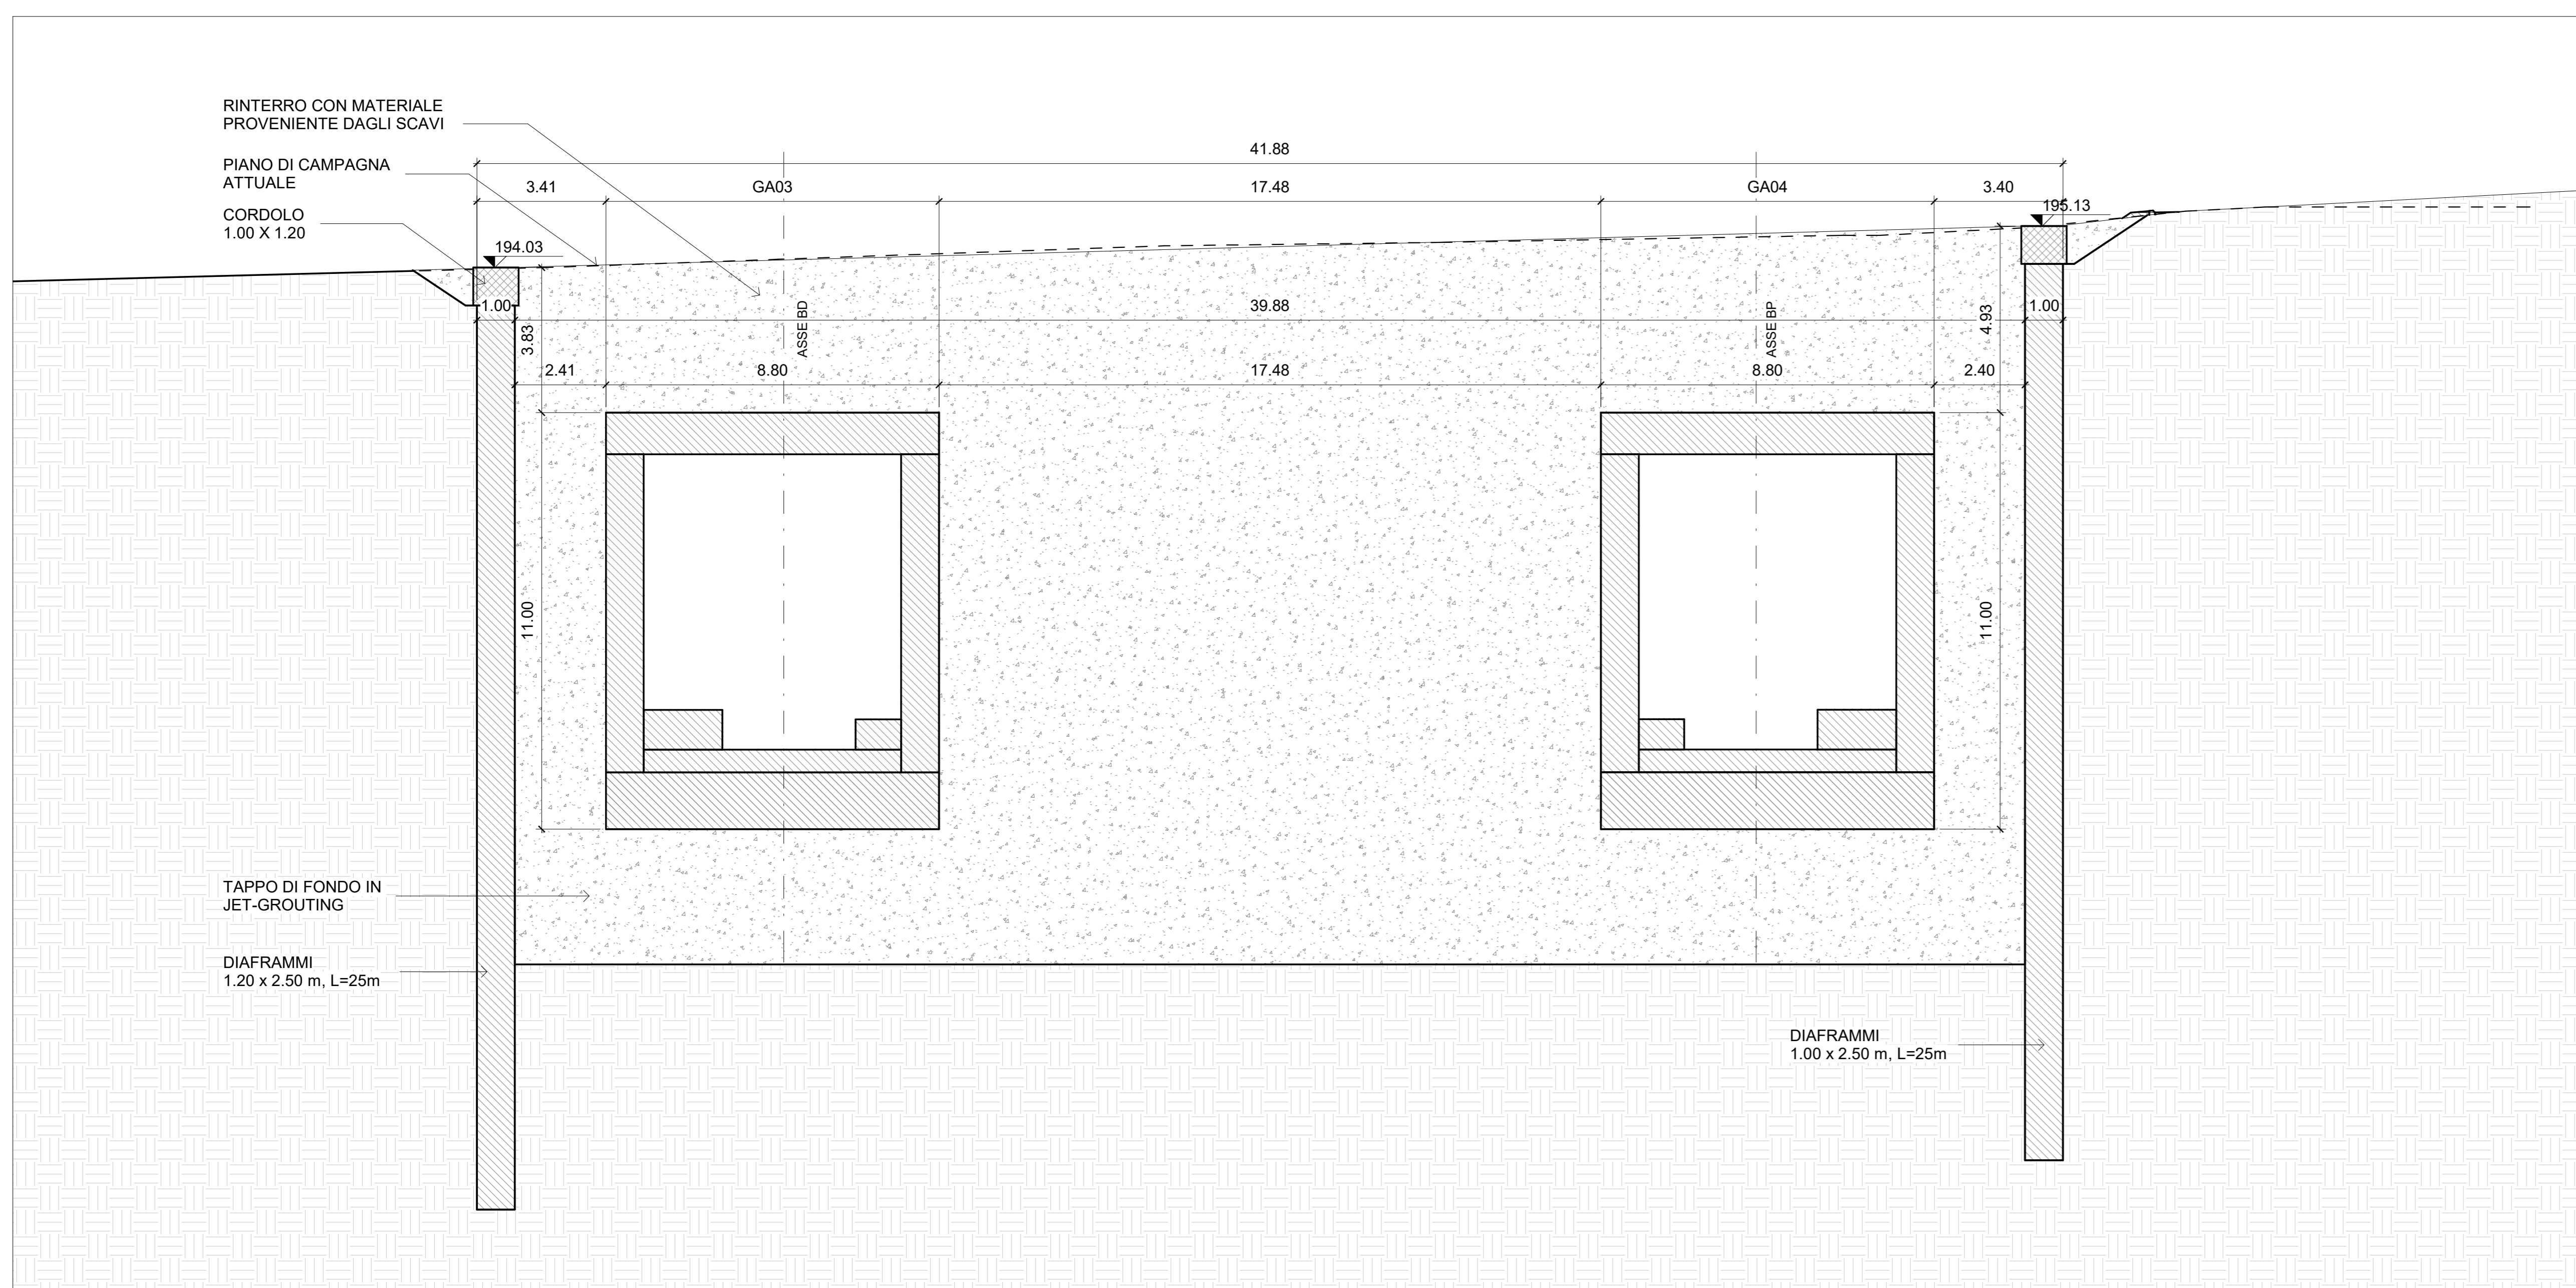 RINTERRO CON MATERIALE
PROVENIENTE DAGLI SCAVI
PIANO DI CAMPAGNA
ATTUALE
CORDOLO
1.00 X 1.20
41.88
3.41
GA03
17.48
GA04
3.40
195.13
194.03
1.00
39.88
1.00
3.83
ASSE BD
ASSE BP
4.93
2.41
8.80
17.48
8.80
2.40
11.00
11.00
TAPPO DI FONDO IN
JET-GROUTING
DIAFRAMMI
1.20 x 2.50 m, L=25m
DIAFRAMMI
1.00 x 2.50 m, L=25m